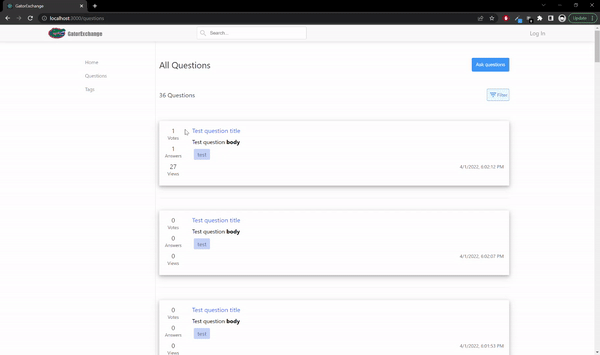 GatorExchange
localhost:3000/questions
Update
GatorExchange
Search...
Log In
Home
Questions
Tags
All Questions
Ask questions
36 Questions
Filter
1
Votes
1
Answers
27
Views
Test question title
Test question body
test
4/1/2022, 6:02:12 PM
0
Votes
0
Answers
0
Views
Test question title
Test question body
test
4/1/2022, 6:02:07 PM
0
Votes
0
Answers
0
Views
Test question title
Test question body
test
4/1/2022, 6:01:53 PM